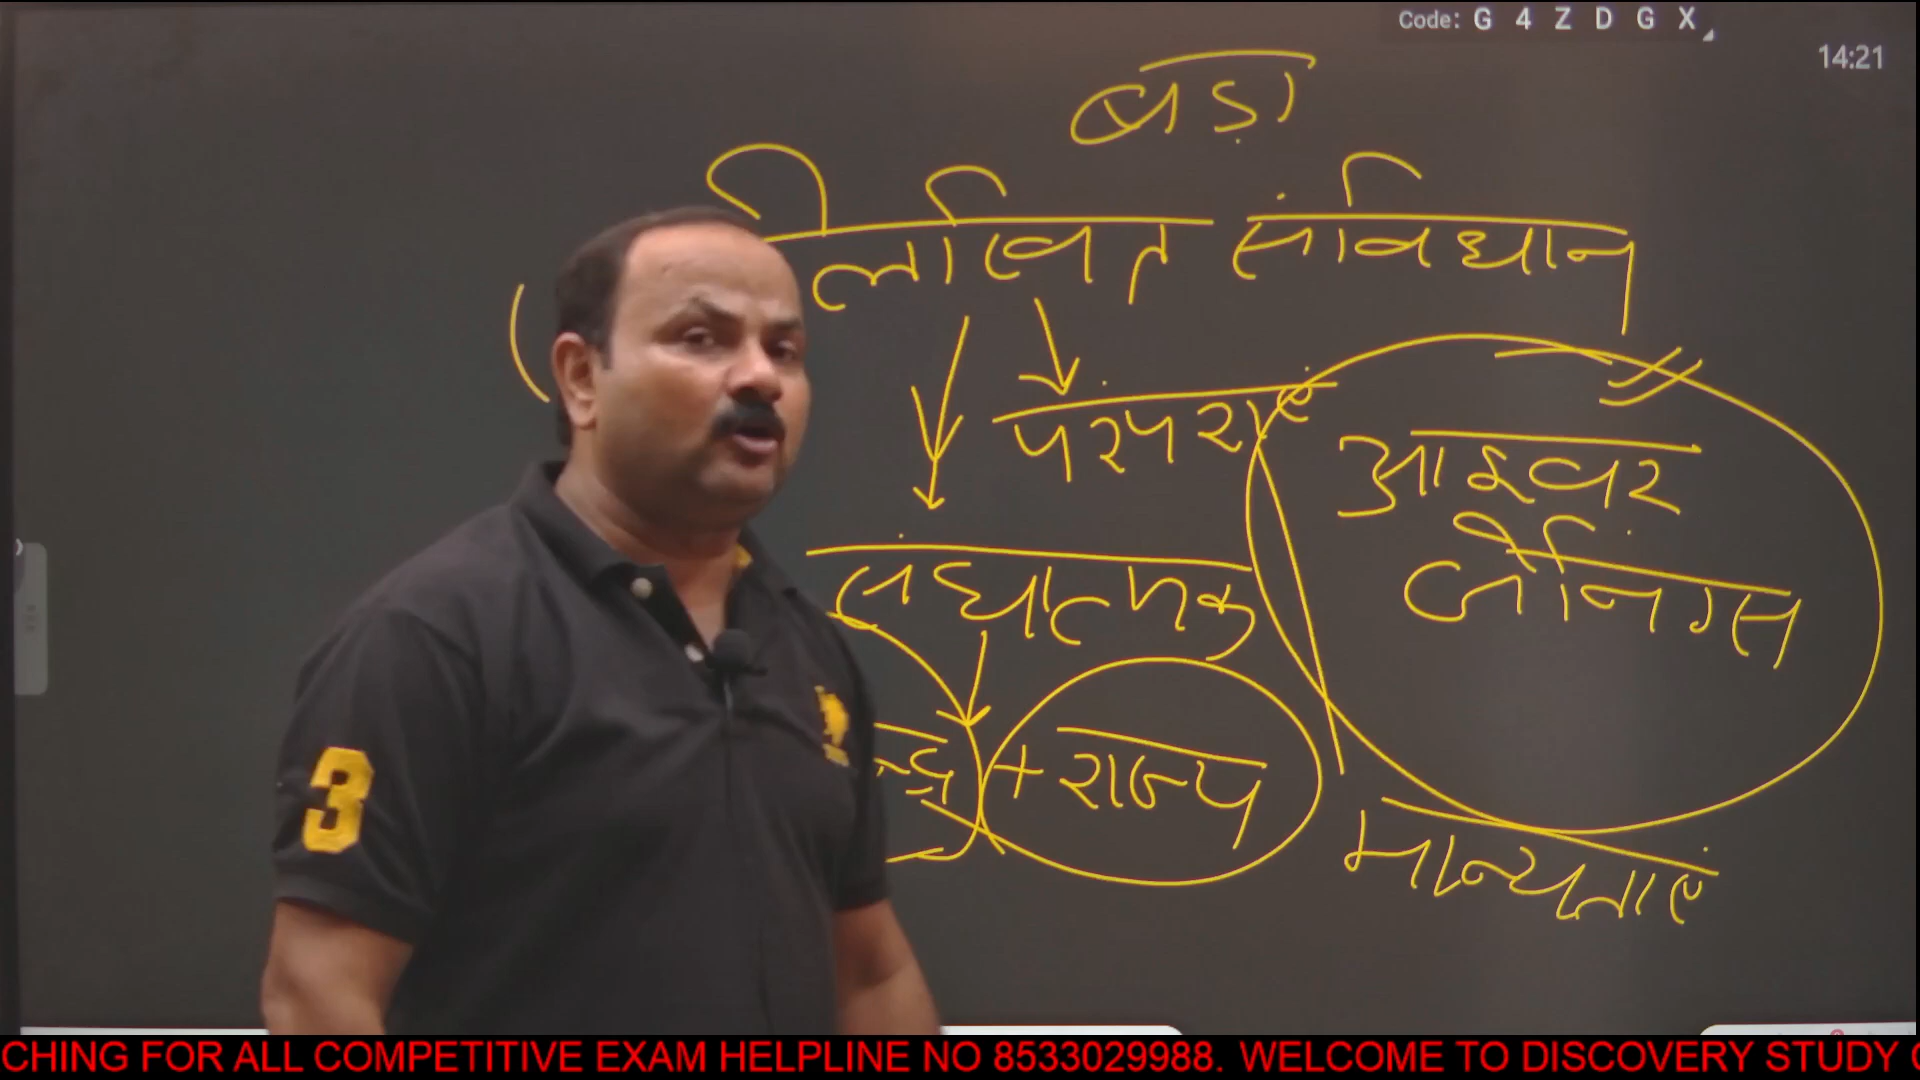 Code: G 4 Z D G X
14:21
बड़ा
लिखित संविधान
परंपराएं
आइवर
जेनिंग्स
संघात्मक
+ राज्य
मान्यताएं
3
CHING FOR ALL COMPETITIVE EXAM HELPLINE NO 8533029988. WELCOME TO DISCOVERY STUDY